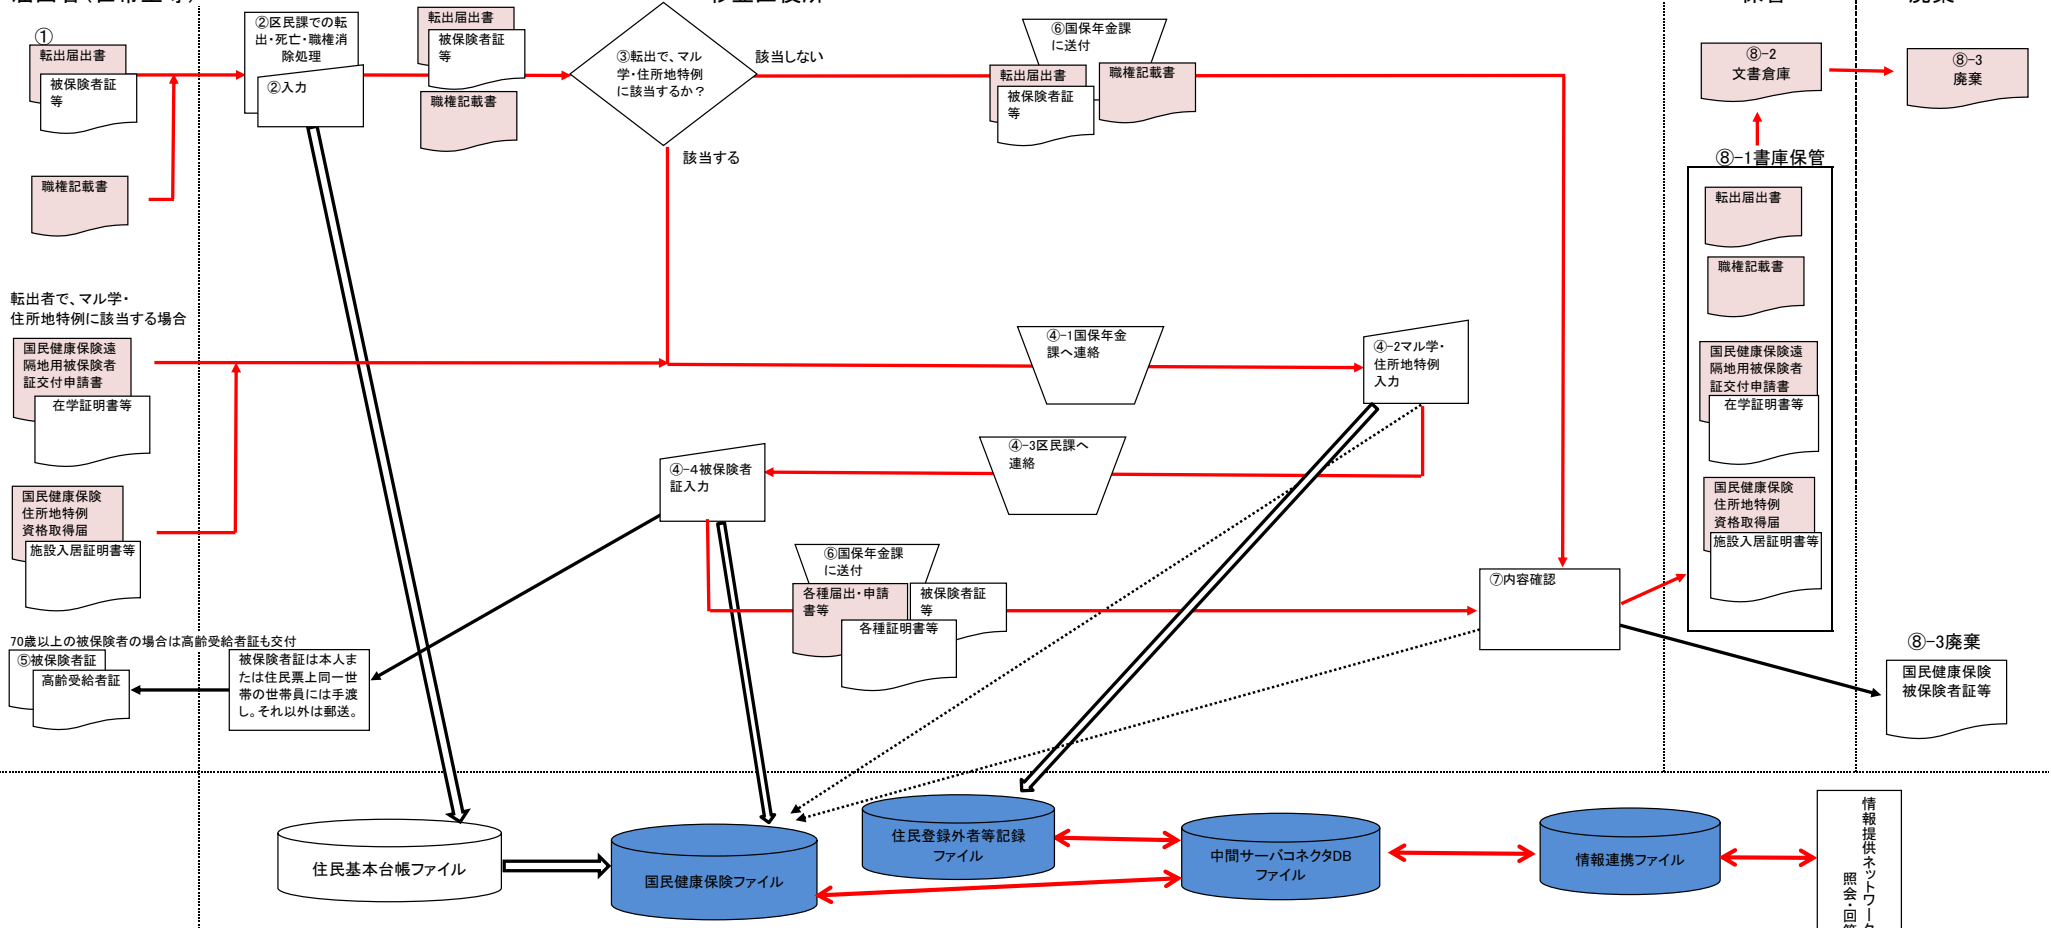 ①
転出届出書
被保険者証
等
職権記載書
②区民課での転
出・死亡・職権消
除処理
②入力
転出届出書
被保険者証
等
職権記載書
③転出で、マル
学・住所地特例
に該当するか？
該当しない
該当する
⑥国保年金課
に送付
転出届出書
被保険者証
等
職権記載書
⑧-2
文書倉庫
⑧-3
廃棄
⑧-1書庫保管
転出届出書
職権記載書
国民健康保険遠
隔地用被保険者
証交付申請書
在学証明書等
国民健康保険
住所地特例
資格取得届
施設入居証明書等
転出者で、マル学・
住所地特例に該当する場合
国民健康保険遠
隔地用被保険者
証交付申請書
在学証明書等
国民健康保険
住所地特例
資格取得届
施設入居証明書等
④-1国保年金
課へ連絡
④-2マル学・
住所地特例
入力
④-3区民課へ
連絡
④-4被保険者
証入力
⑥国保年金課
に送付
各種届出・申請
書等
被保険者証
等
各種証明書等
⑦内容確認
70歳以上の被保険者の場合は高齢受給者証も交付
⑤被保険者証
高齢受給者証
被保険者証は本人ま
たは住民票上同一世
帯の世帯員には手渡
し。それ以外は郵送。
⑧-3廃棄
国民健康保険
被保険者証等
住民基本台帳ファイル
国民健康保険ファイル
住民登録外者等記録
ファイル
中間サーバコネクタDB
ファイル
情報連携ファイル
情報提供ネットワーク
照会・回答